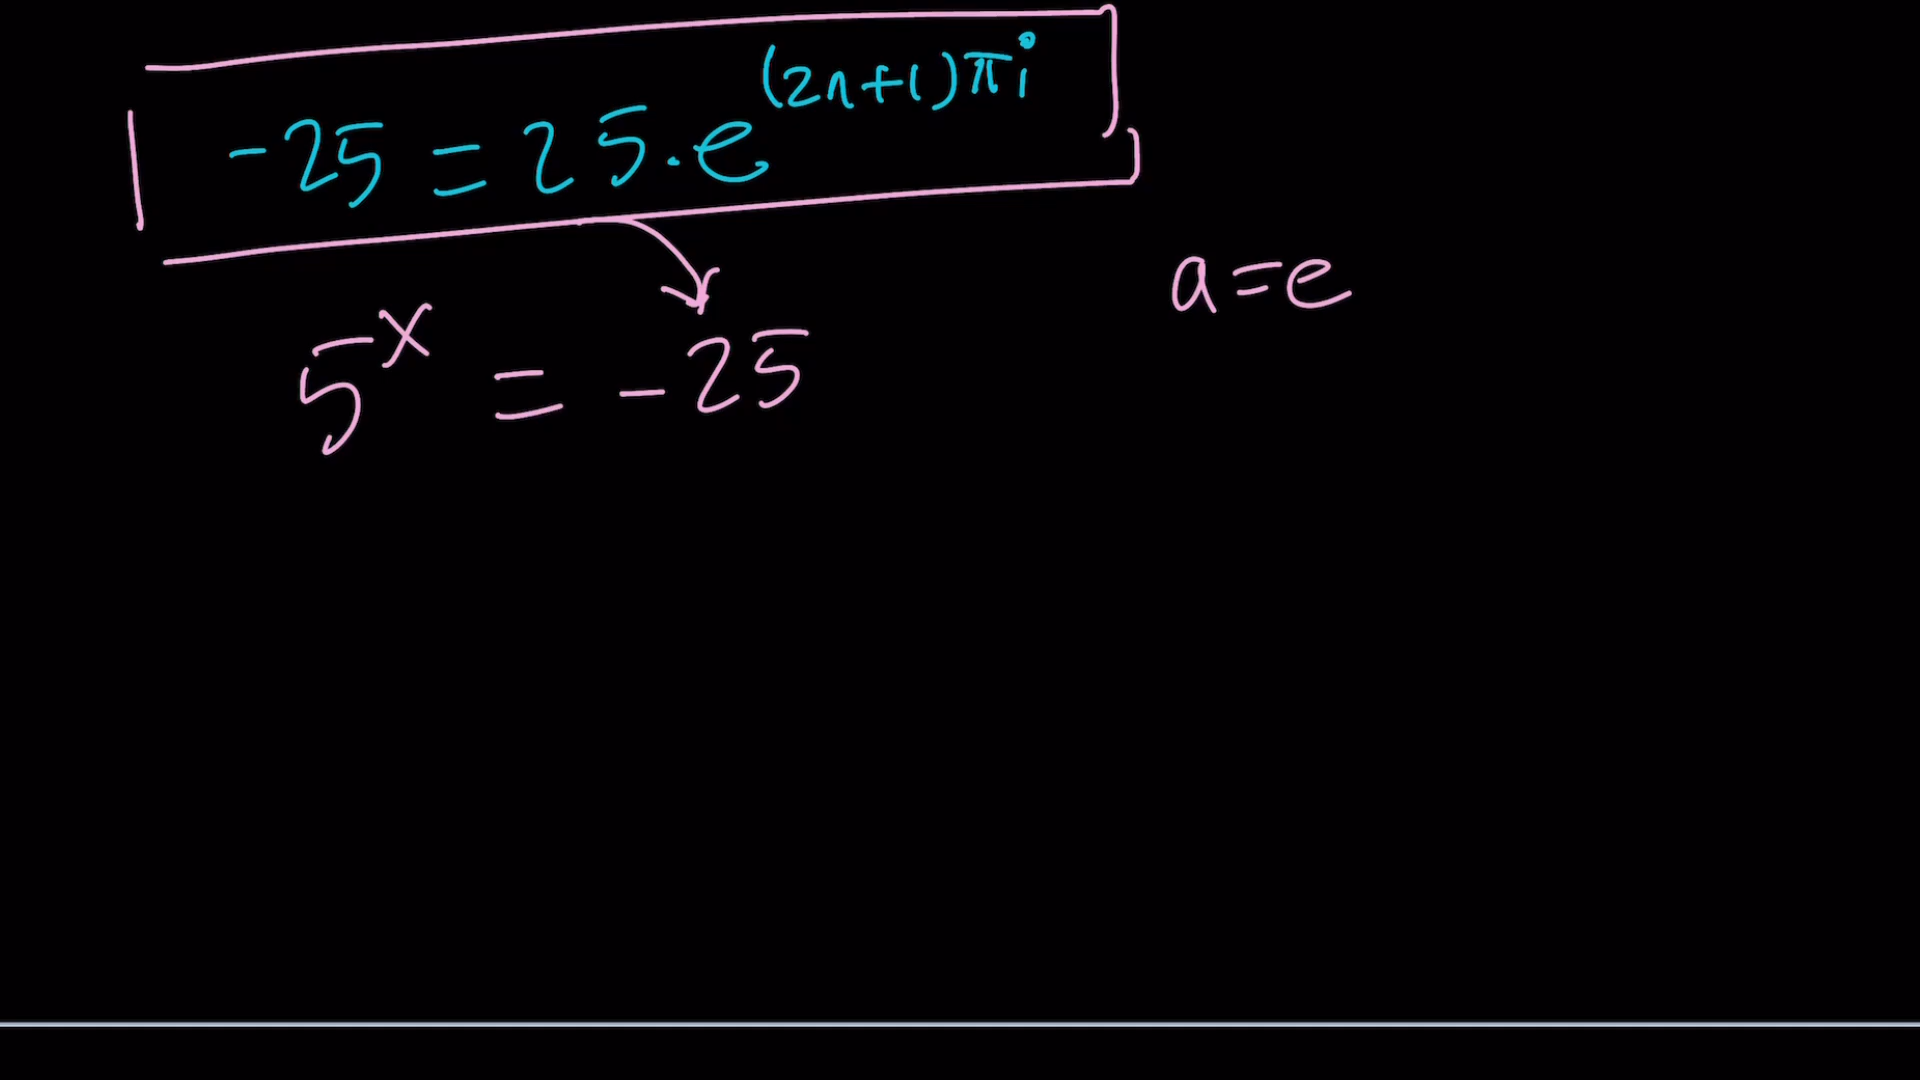 -25 = 25·e^{(2n+1)πi}
a=e
5^x = -25